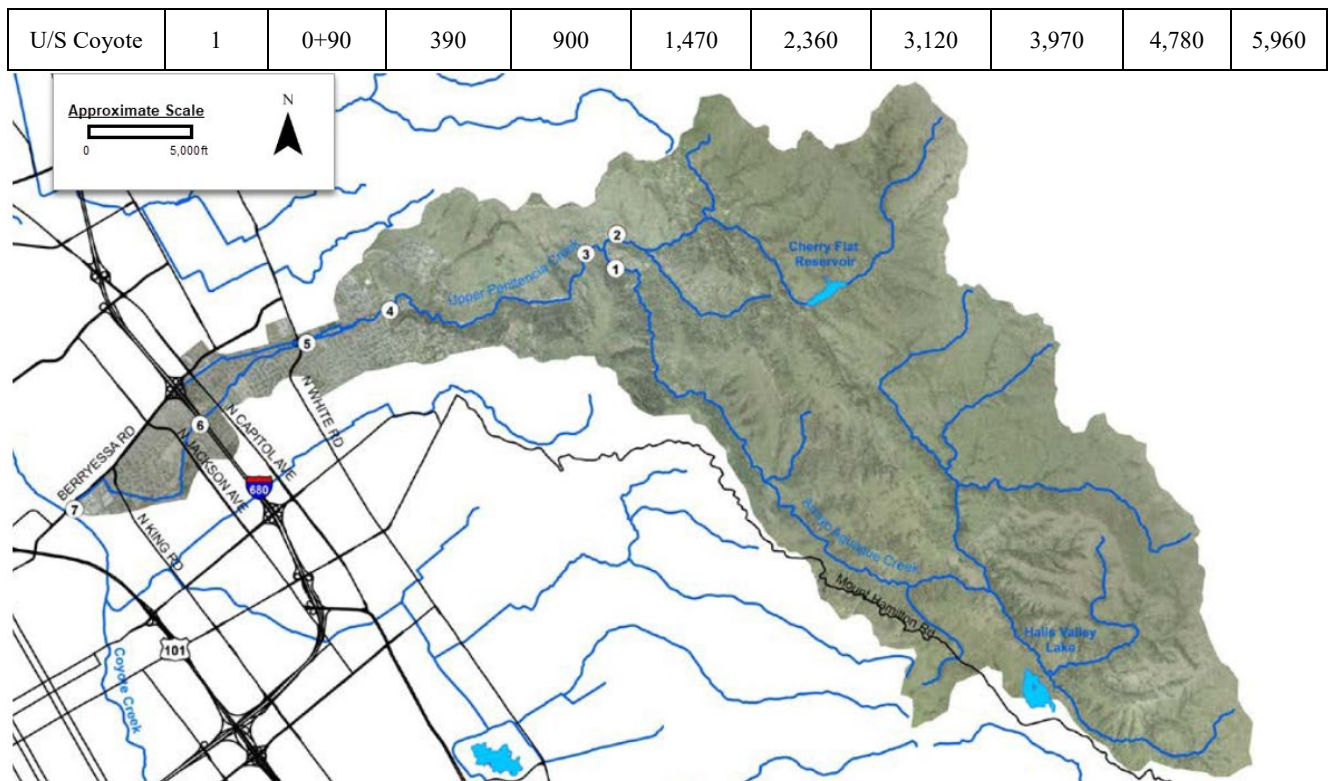 U/S Coyote 1 0+90 390 900 1,470 2,360 3,120 3,970 4,780 5,960
Approximate Scale
0 5,000ft
N
2
3
1
Cherry Flat
Reservoir
Upper Penitencia Creek
4
5
N WHITE RD
6
N CAPITOL AVE
N JACKSON AVE
BERRYESSA RD
680
7
N KING RD
Arroyo Aguague Creek
Mount Hamilton Rd
Halls Valley
Lake
101
Coyote Creek